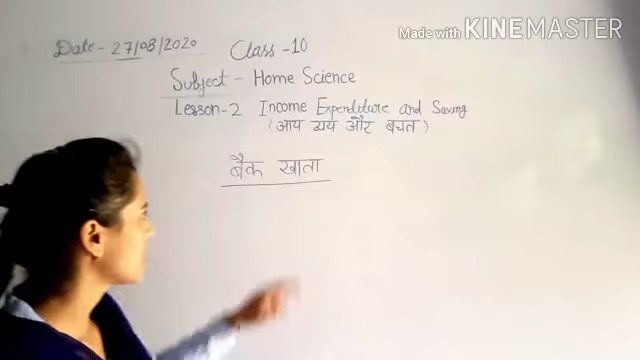 Made with KINEMASTER
Date - 27/08/2020 Class - 10
Subject - Home Science
Lesson-2 Income Expenditure and Saving
(आय व्यय और बचत)
बैंक खाता